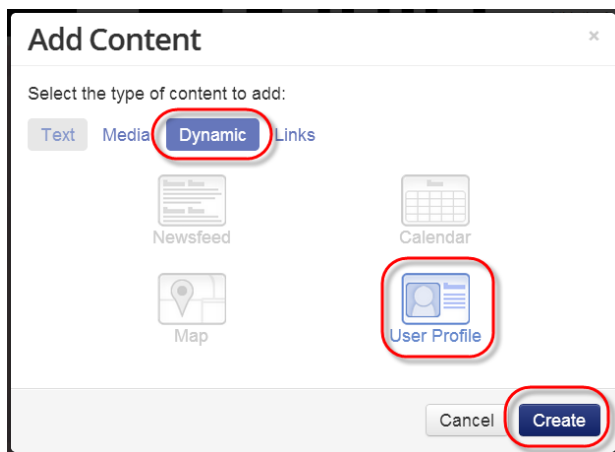 Add Content
×
Select the type of content to add:
Text Media Dynamic Links
Newsfeed Calendar
Map User Profile
Cancel Create